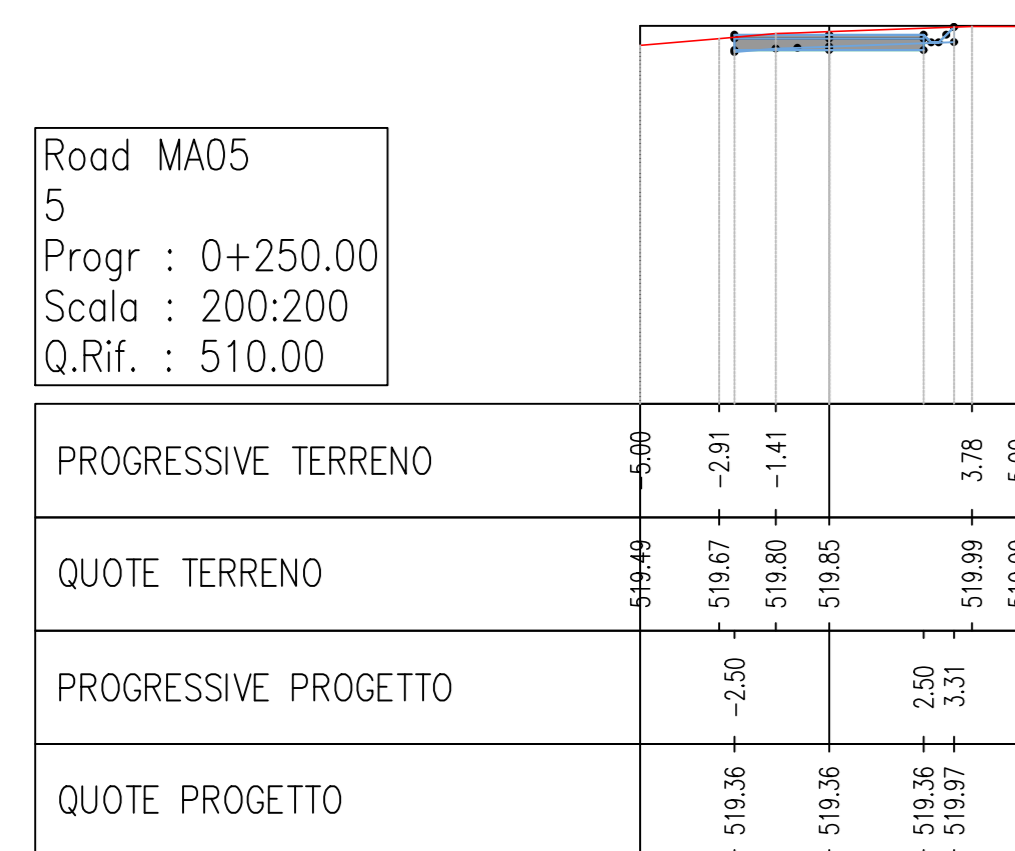 Road MA05
5
Progr : 0+250.00
Scala : 200:200
Q.Rif. : 510.00
PROGRESSIVE TERRENO -5.00 -2.91 -1.41 3.78
QUOTE TERRENO 519.49 519.67 519.80 519.85 519.99
PROGRESSIVE PROGETTO -2.50 2.50 3.31
QUOTE PROGETTO 519.36 519.36 519.36 519.97